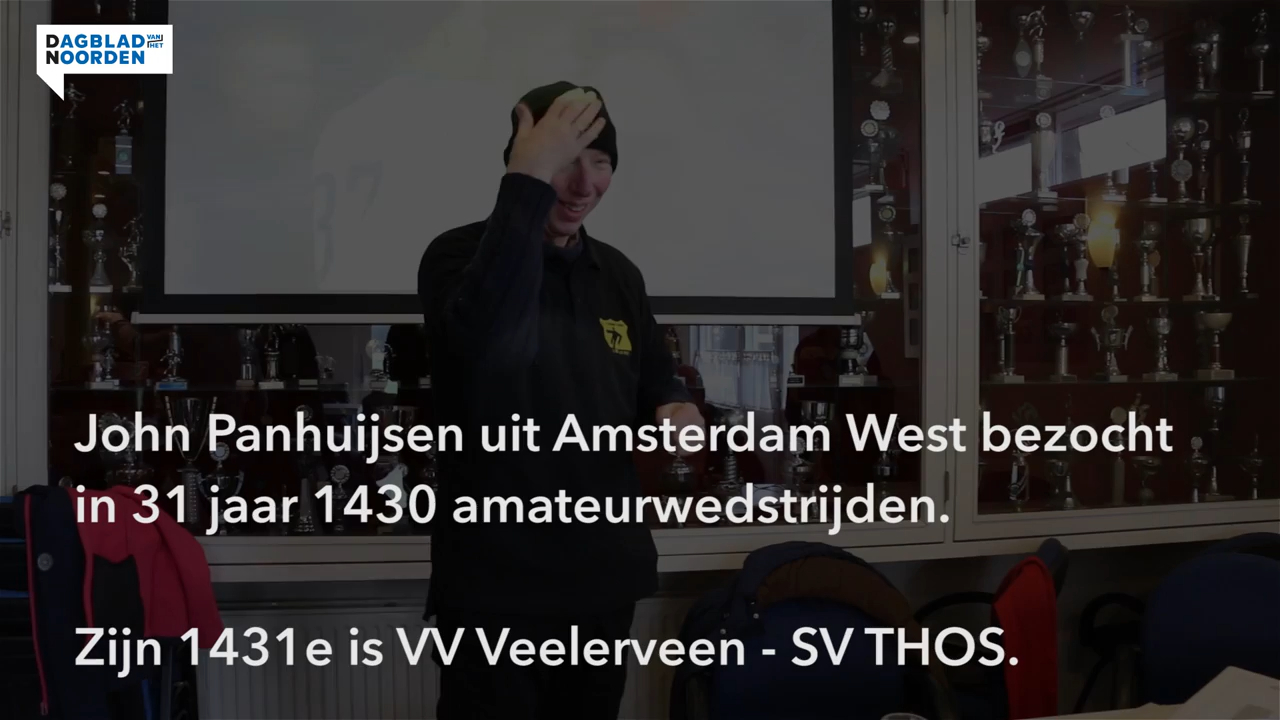 DAGBLAD VAN HET
NOORDEN
John Panhuijsen uit Amsterdam West bezocht
in 31 jaar 1430 amateurwedstrijden.
Zijn 1431e is VV Veelerveen - SV THOS.